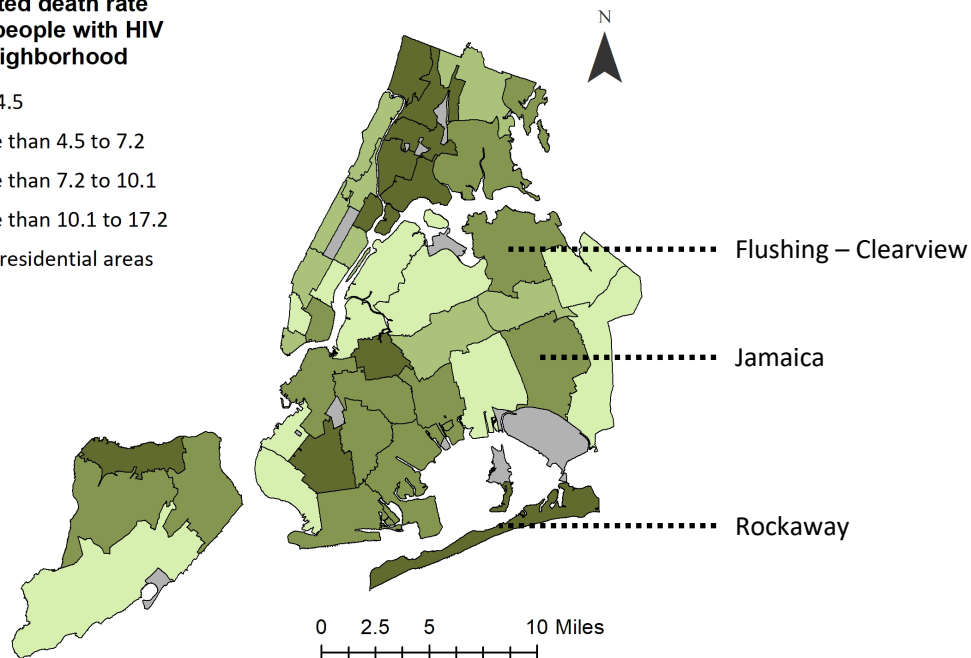 ted death rate
people with HIV
ighborhood
4.5
e than 4.5 to 7.2
e than 7.2 to 10.1
e than 10.1 to 17.2
residential areas
N
Flushing – Clearview
Jamaica
Rockaway
0 2.5 5 10 Miles